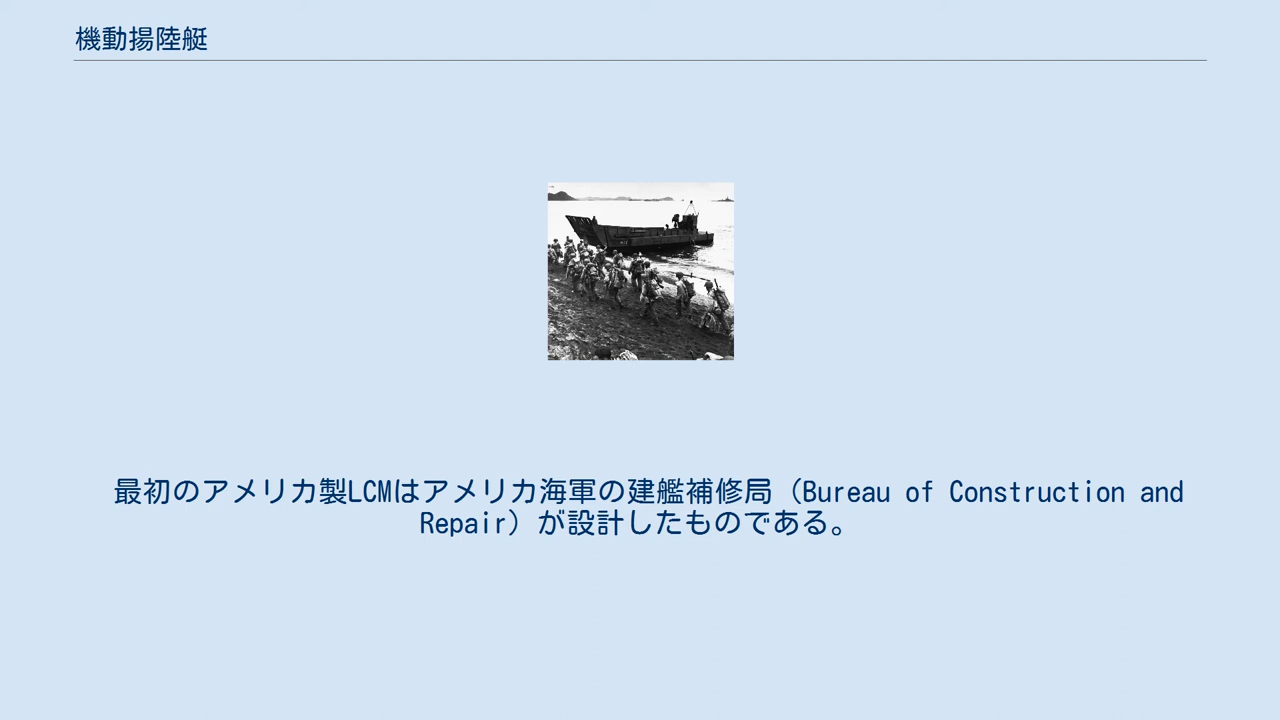 機動揚陸艇
最初のアメリカ製LCMはアメリカ海軍の建艦補修局（Bureau of Construction and
Repair）が設計したものである。